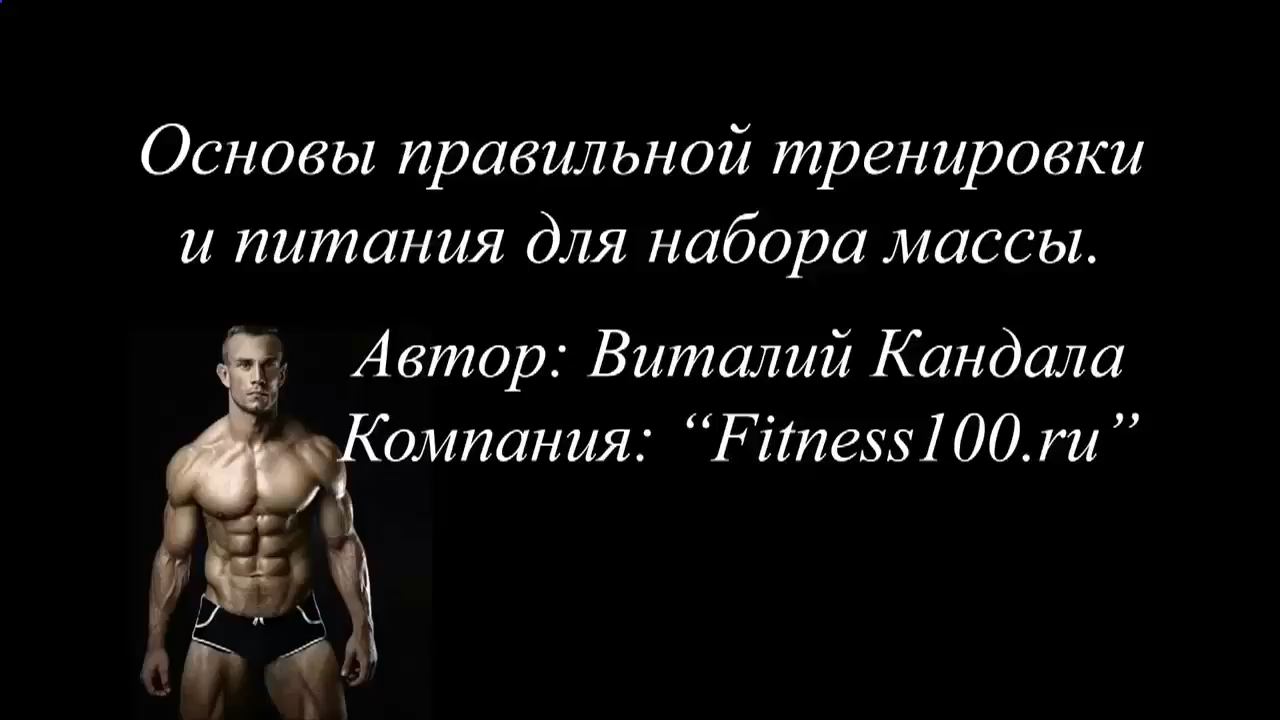 Основы правильной тренировки
и питания для набора массы.
Автор: Виталий Кандала
Компания: “Fitness100.ru”